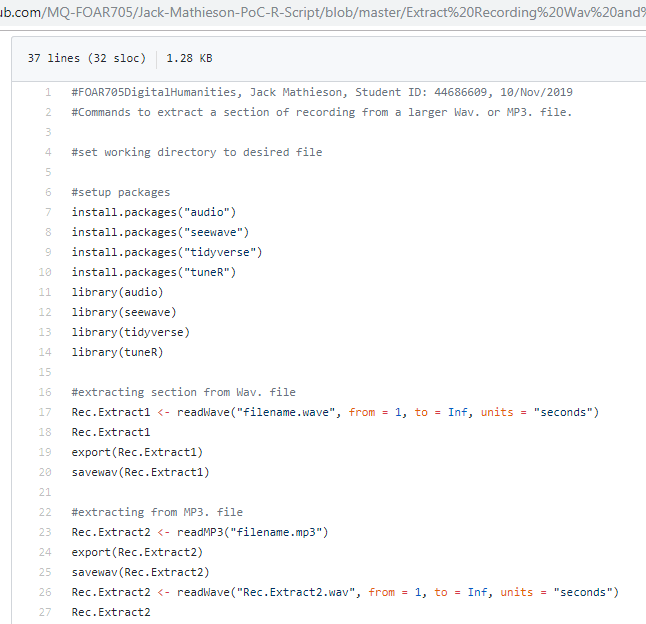 ub.com/MQ-FOAR705/Jack-Mathieson-PoC-R-Script/blob/master/Extract%20Recording%20Wav%20and%
37 lines (32 sloc) 1.28 KB
1 #FOAR705DigitalHumanities, Jack Mathieson, Student ID: 44686609, 10/Nov/2019
2 #Commands to extract a section of recording from a larger Wav. or MP3. file.
3
4 #set working directory to desired file
5
6 #setup packages
7 install.packages("audio")
8 install.packages("seewave")
9 install.packages("tidyverse")
10 install.packages("tuneR")
11 library(audio)
12 library(seewave)
13 library(tidyverse)
14 library(tuneR)
15
16 #extracting section from Wav. file
17 Rec.Extract1 <- readWave("filename.wave", from = 1, to = Inf, units = "seconds")
18 Rec.Extract1
19 export(Rec.Extract1)
20 savewav(Rec.Extract1)
21
22 #extracting from MP3. file
23 Rec.Extract2 <- readMP3("filename.mp3")
24 export(Rec.Extract2)
25 savewav(Rec.Extract2)
26 Rec.Extract2 <- readWave("Rec.Extract2.wav", from = 1, to = Inf, units = "seconds")
27 Rec.Extract2